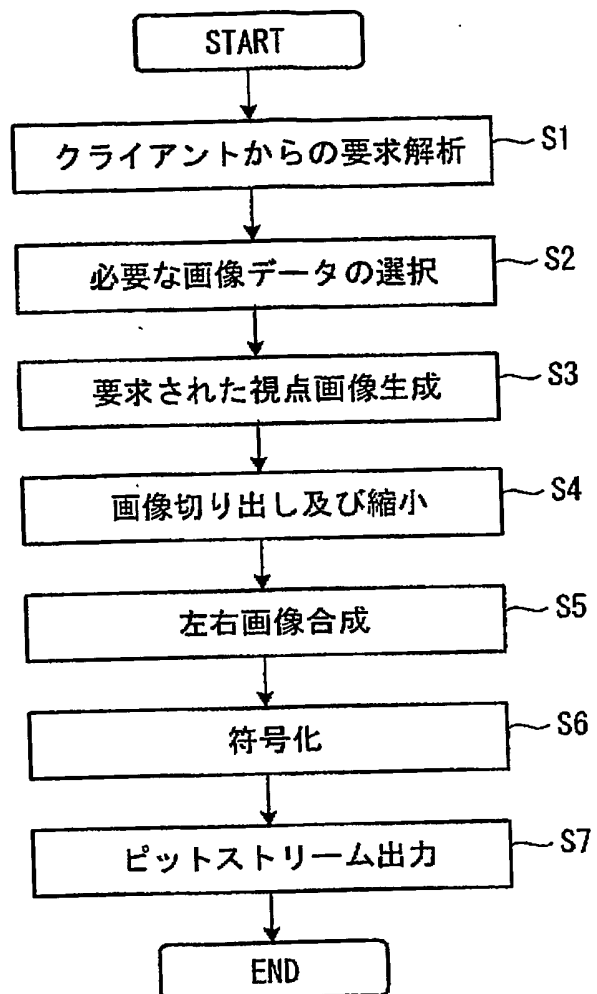 START
クライアントからの要求解析
S1
必要な画像データの選択
S2
要求された視点画像生成
S3
画像切り出し及び縮小
S4
左右画像合成
S5
符号化
S6
ピットストリーム出力
S7
END